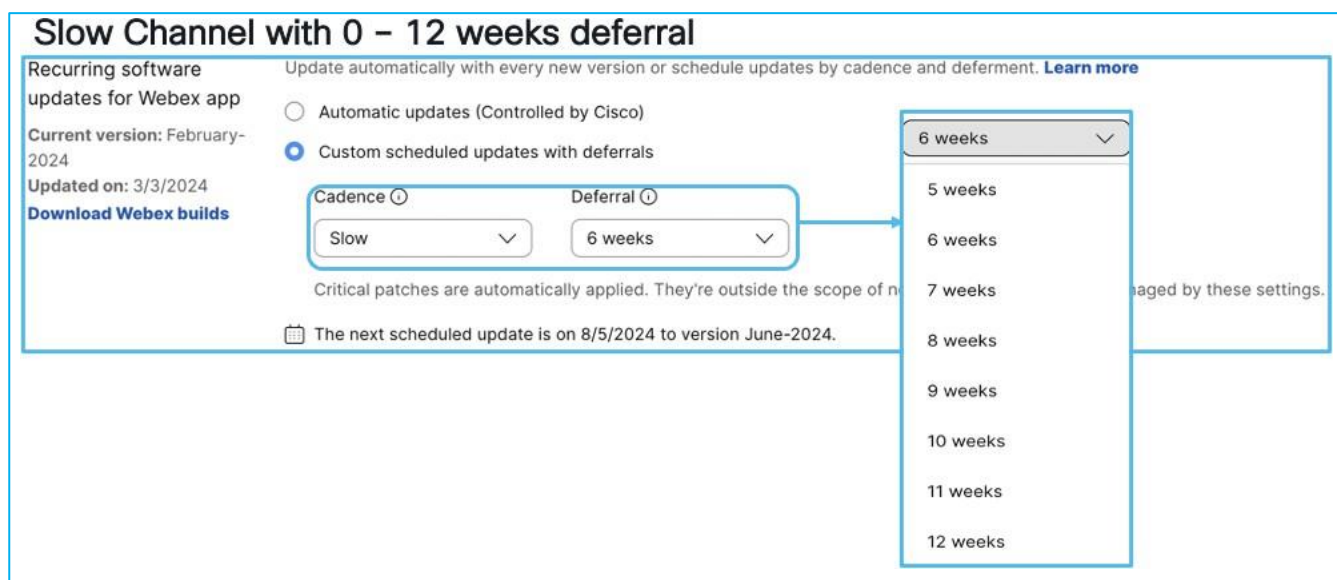 Slow Channel with 0 – 12 weeks deferral
Recurring software
updates for Webex app
Current version: February-
2024
Updated on: 3/3/2024
Download Webex builds
Update automatically with every new version or schedule updates by cadence and deferment. Learn more
Automatic updates (Controlled by Cisco)
Custom scheduled updates with deferrals
Cadence
Deferral
Slow
6 weeks
Critical patches are automatically applied. They're outside the scope of
by these settings.
The next scheduled update is on 8/5/2024 to version June-2024.
6 weeks
5 weeks
6 weeks
7 weeks
8 weeks
9 weeks
10 weeks
11 weeks
12 weeks